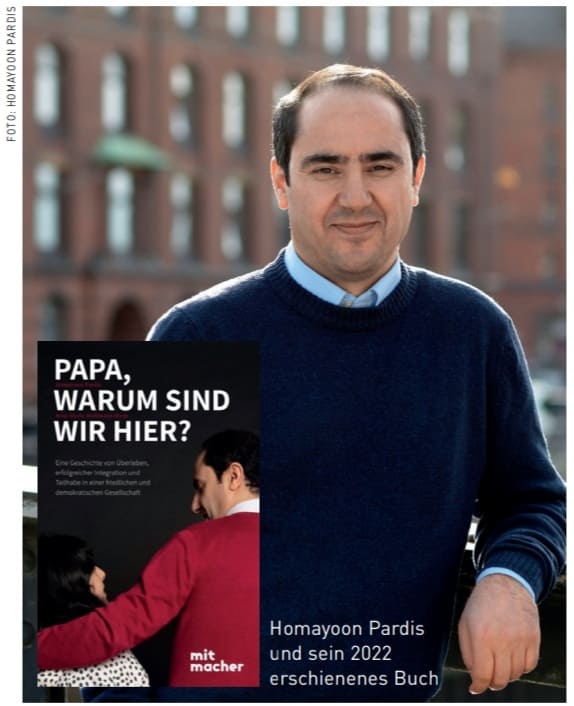 FOTO: HOMAYOON PARDIS
PAPA,
WARUM SIND
WIR HIER?
Eine Geschichte von Überleben,
erfolgreicher Integration und
Teilhabe in einer friedlichen und
demokratischen Gesellschaft
mit
macher
Homayoon Pardis
und sein 2022
erschienenes Buch